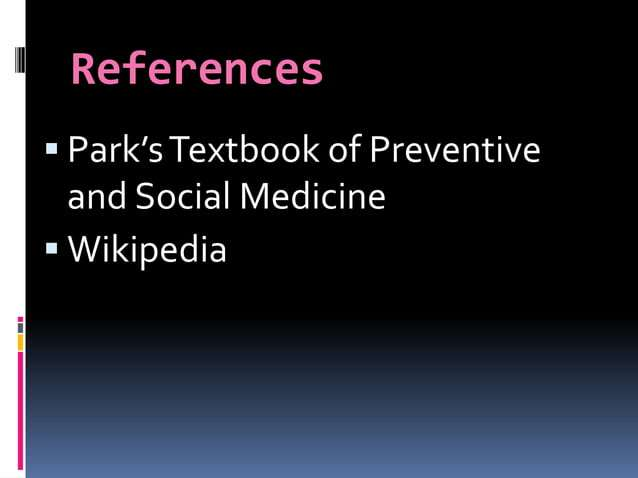 References
▪ Park’s Textbook of Preventive
and Social Medicine
▪ Wikipedia